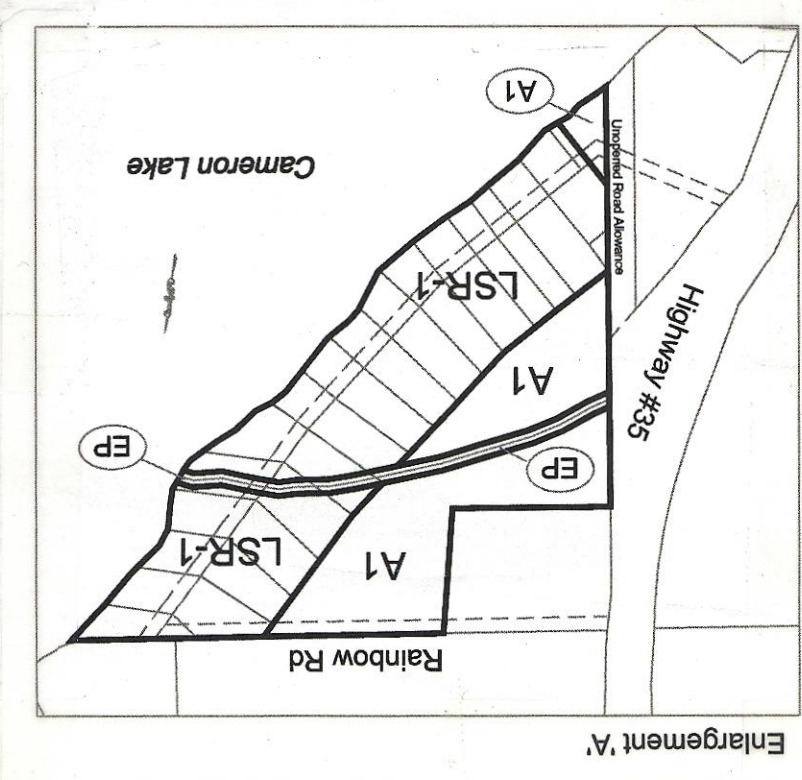 Enlargement 'A'
Rainbow Rd
A1
LSR-1
EP
EP
A1
Highway #35
LSR-1
Unopened Road Allowance
Cameron Lake
A1